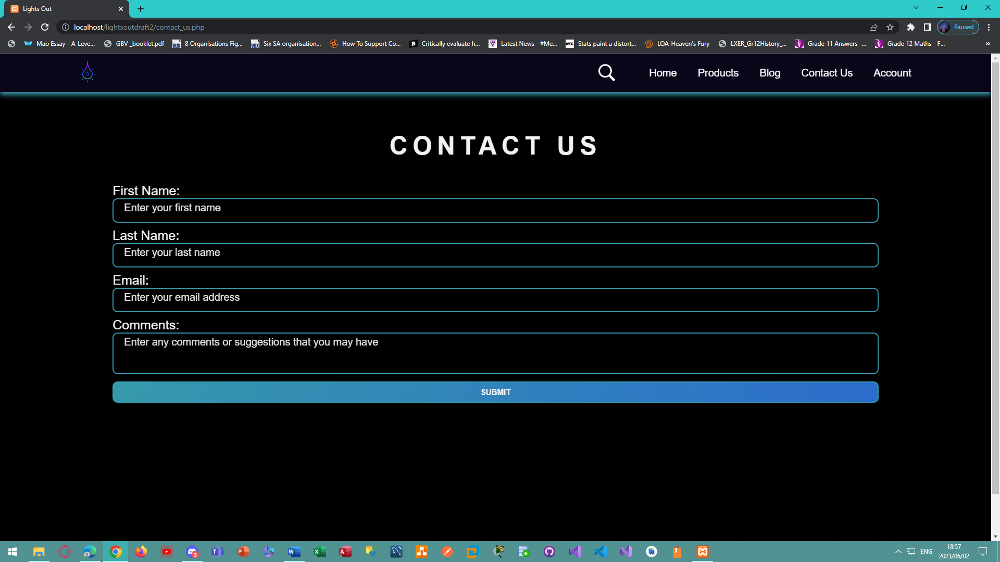 Lights Out
localhost/lightsoutdraft2/contact_us.php
Paused
Mao Essay - A-Leve...
GBV _booklet.pdf
8 Organisations Fig...
Six SA organisation...
How To Support Co...
Critically evaluate h...
Latest News - #Me...
Stats paint a distort...
LOA-Heaven's Fury
LXER_Gr12History_...
Grade 11 Answers -...
Grade 12 Maths - F...
Home
Products
Blog
Contact Us
Account
CONTACT US
First Name:
Enter your first name
Last Name:
Enter your last name
Email:
Enter your email address
Comments:
Enter any comments or suggestions that you may have
SUBMIT
ENG
18:57
2023/06/02